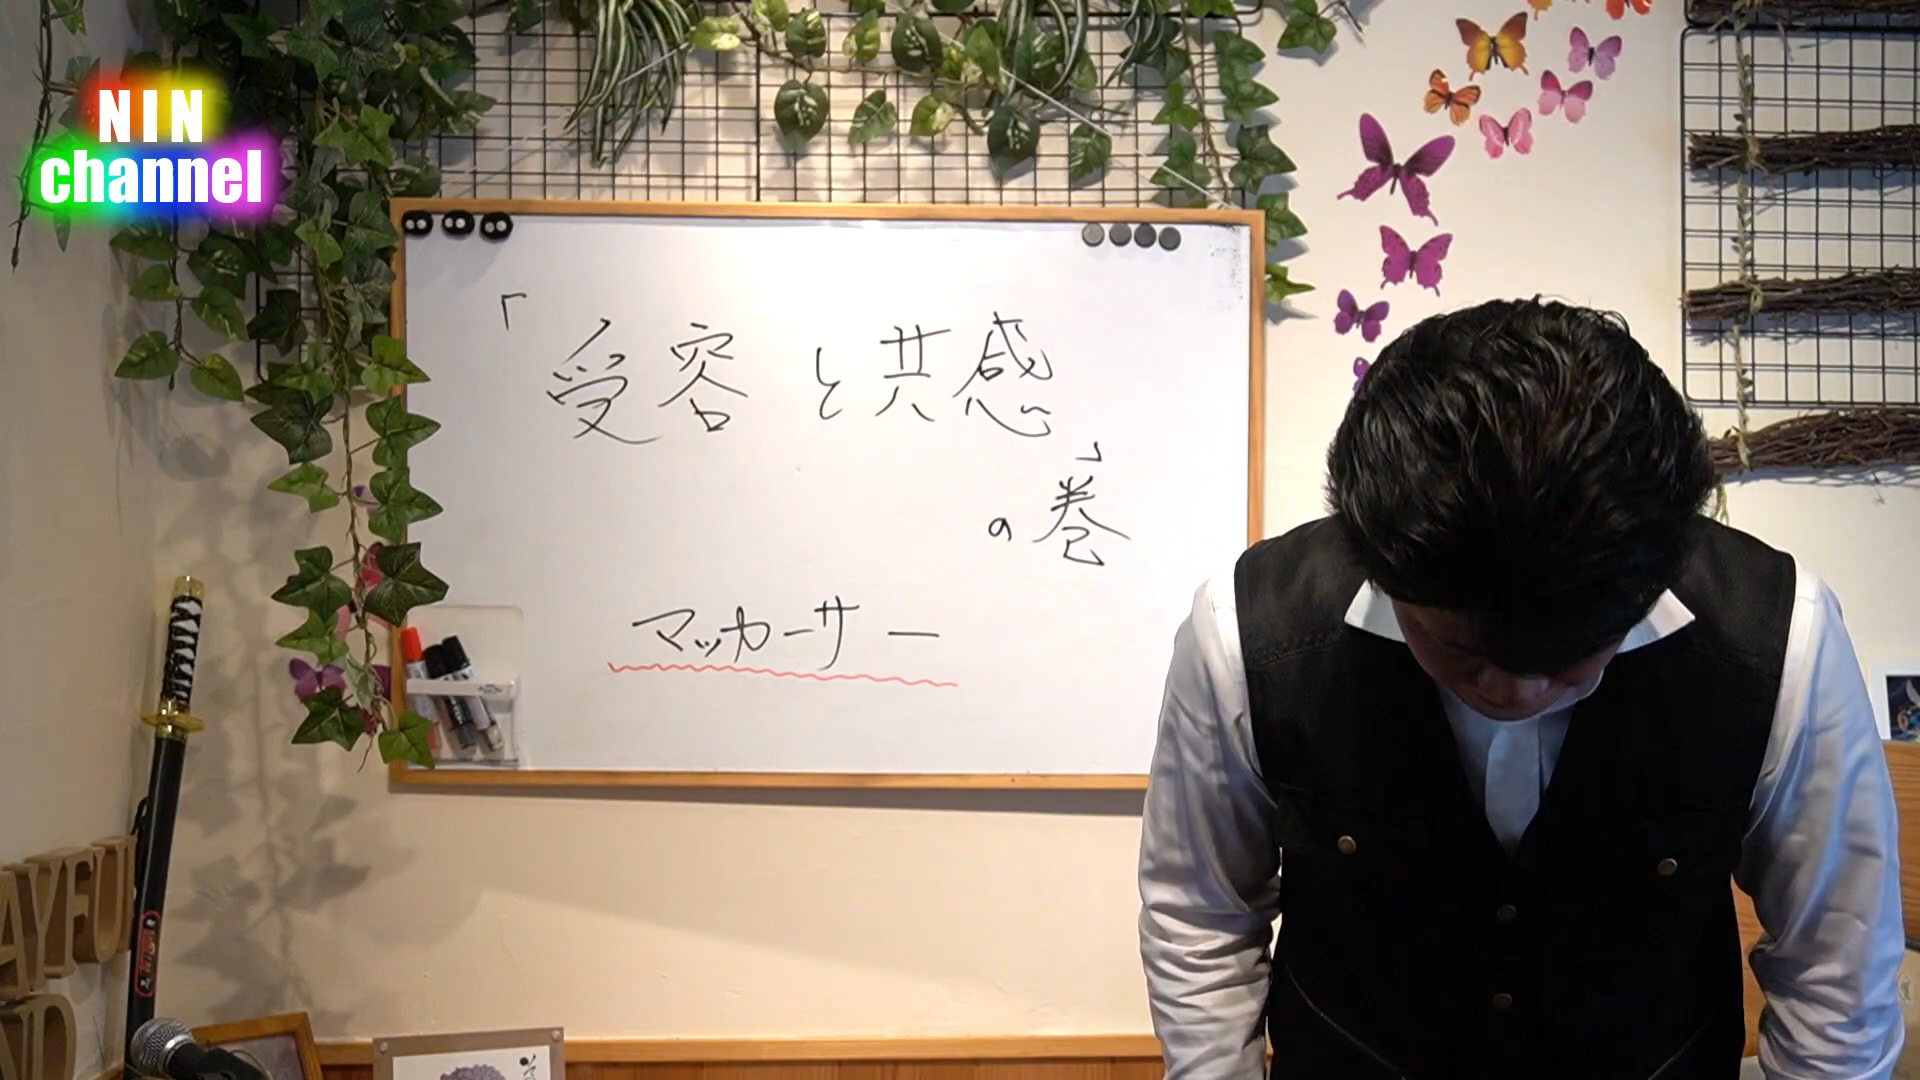 NIN
channel
「受容と共感」
の巻
マッカーサー